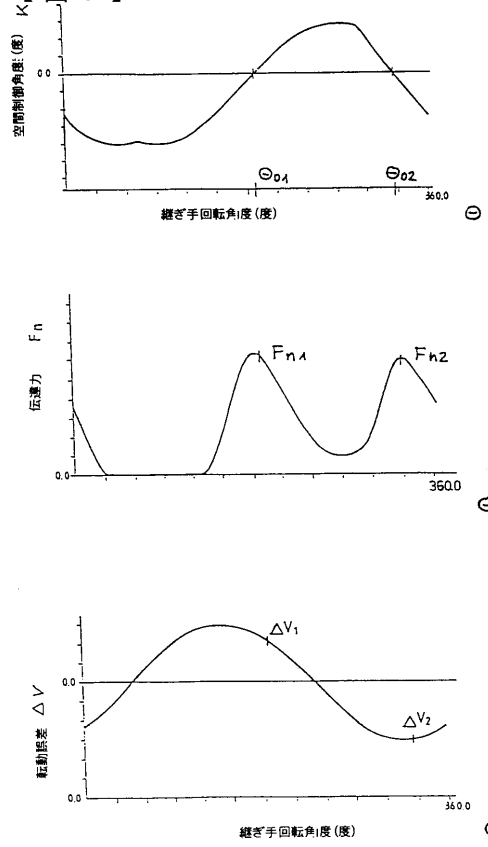 空間制御角度(度)
0.0
Θ01
Θ02
360.0
継ぎ手回転角度(度)
Θ
伝達力 Fn
Fn1
Fn2
0.0
360.0
転動誤差 ΔV
ΔV1
0.0
ΔV2
0.0
360.0
継ぎ手回転角度(度)